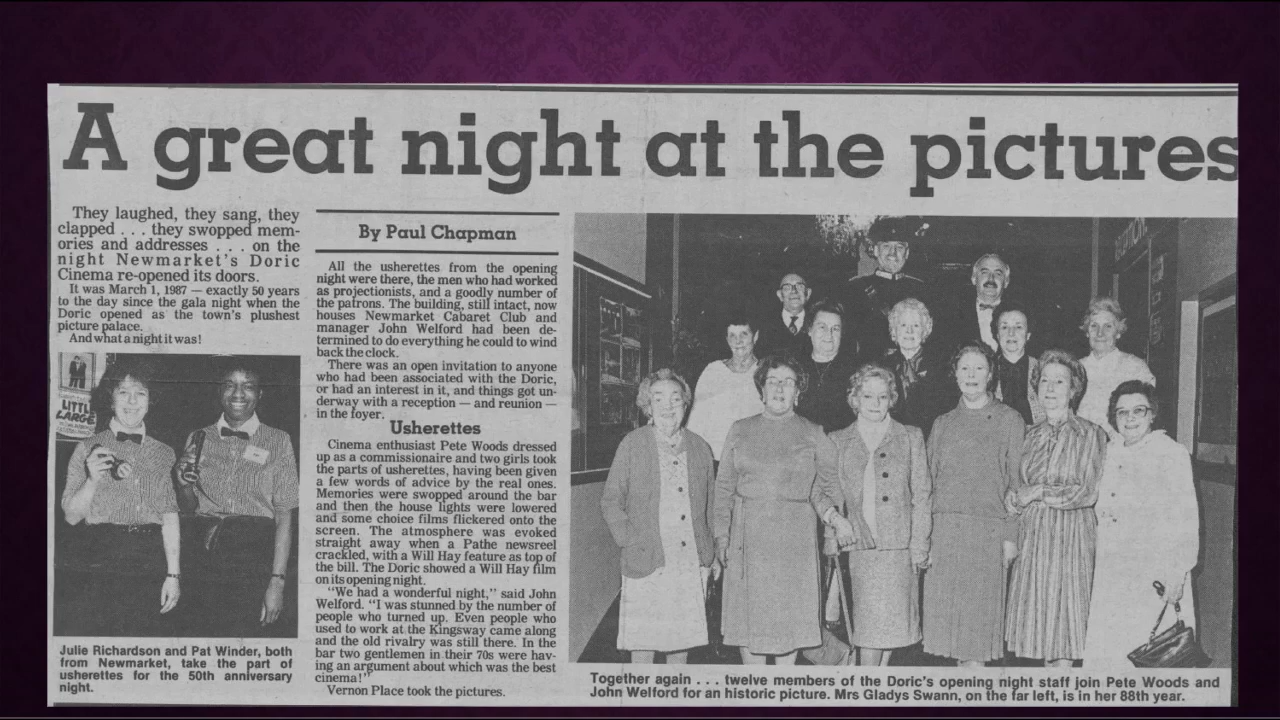 A great night at the pictures
They laughed, they sang, they
clapped . . . they swopped mem-
ories and addresses . . . on the
night Newmarket's Doric
Cinema re-opened its doors.
It was March 1, 1987 — exactly 50 years
to the day since the gala night when the
Doric opened as the town's plushest
picture palace.
And what a night it was!
LITTL
LARGE
Julie Richardson and Pat Winder, both
from Newmarket, take the part of
usherettes for the 50th anniversary
night.
By Paul Chapman
All the usherettes from the opening
night were there, the men who had worked
as projectionists, and a goodly number of
the patrons. The building, still intact, now
houses Newmarket Cabaret Club and
manager John Welford had been de-
termined to do everything he could to wind
back the clock.
There was an open invitation to anyone
who had been associated with the Doric,
or had an interest in it, and things got un-
derway with a reception — and reunion —
in the foyer.
Usherettes
Cinema enthusiast Pete Woods dressed
up as a commissionaire and two girls took
the parts of usherettes, having been given
a few words of advice by the real ones.
Memories were swopped around the bar
and then the house lights were lowered
and some choice films flickered onto the
screen. The atmosphere was evoked
straight away when a Pathe newsreel
crackled, with a Will Hay feature as top of
the bill. The Doric showed a Will Hay film
on its opening night.
"We had a wonderful night," said John
Welford. "I was stunned by the number of
people who turned up. Even people who
used to work at the Kingsway came along
and the old rivalry was still there. In the
bar two gentlemen in their 70s were hav-
ing an argument about which was the best
cinema!"
Vernon Place took the pictures.
Together again . . . twelve members of the Doric's opening night staff join Pete Woods and
John Welford for an historic picture. Mrs Gladys Swann, on the far left, is in her 88th year.